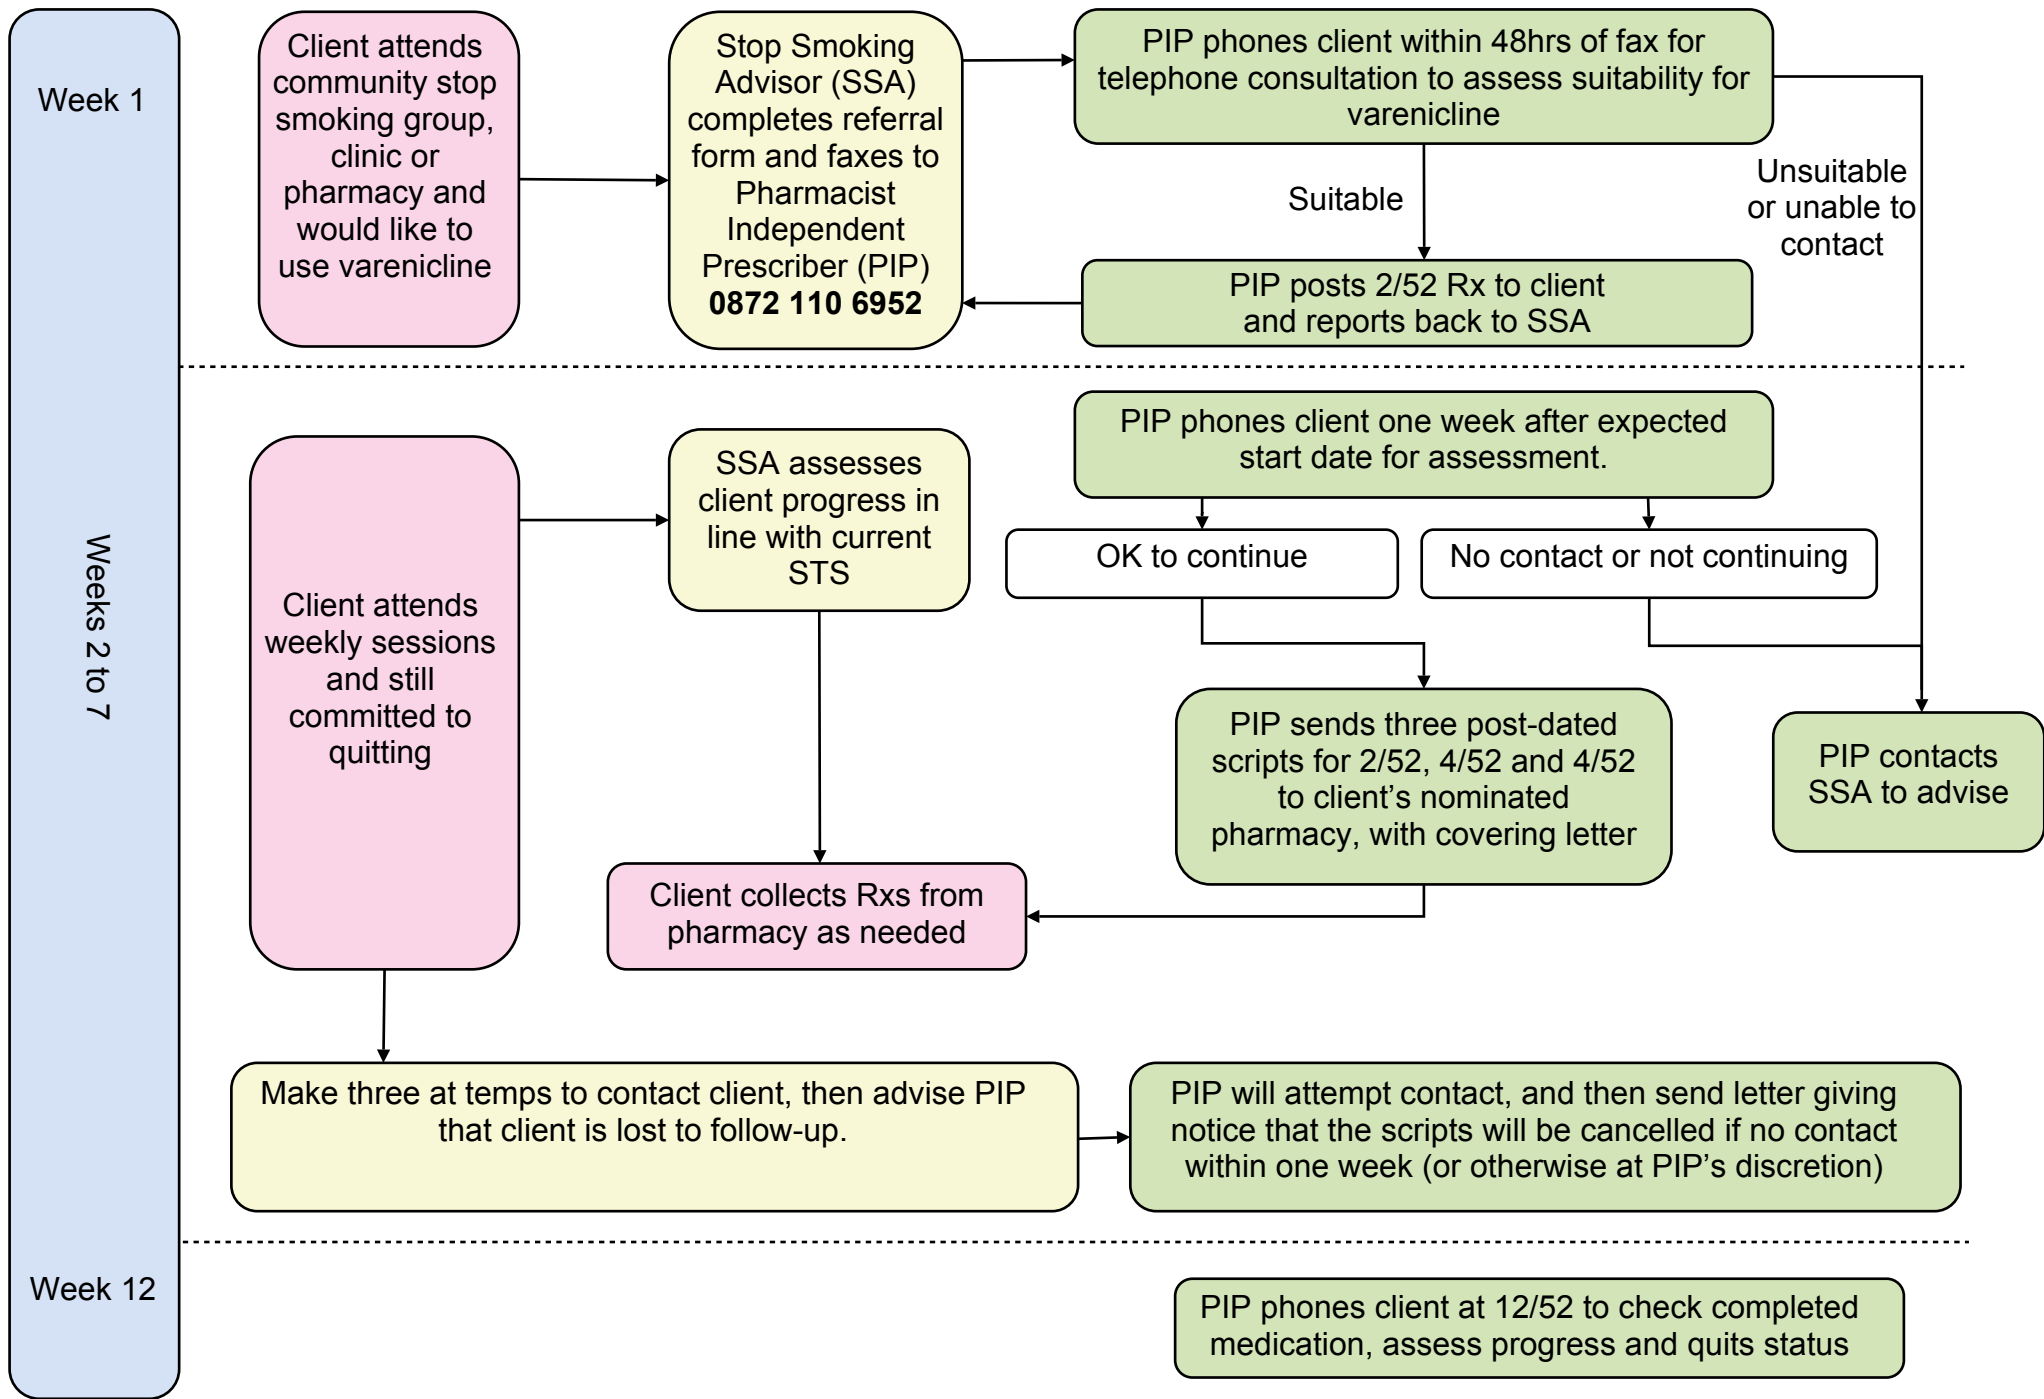 Week 1
Client attends
community stop
smoking group,
clinic or
pharmacy and
would like to
use varenicline
Stop Smoking
Advisor (SSA)
completes referral
form and faxes to
Pharmacist
Independent
Prescriber (PIP)
0872 110 6952
PIP phones client within 48hrs of fax for
telephone consultation to assess suitability for
varenicline
Suitable
Unsuitable
or unable to
contact
PIP posts 2/52 Rx to client
and reports back to SSA
Weeks 2 to 7
Client attends
weekly sessions
and still
committed to
quitting
SSA assesses
client progress in
line with current
STS
PIP phones client one week after expected
start date for assessment.
OK to continue
No contact or not continuing
PIP sends three post-dated
scripts for 2/52, 4/52 and 4/52
to client’s nominated
pharmacy, with covering letter
PIP contacts
SSA to advise
Client collects Rxs from
pharmacy as needed
Make three at temps to contact client, then advise PIP
that client is lost to follow-up.
PIP will attempt contact, and then send letter giving
notice that the scripts will be cancelled if no contact
within one week (or otherwise at PIP’s discretion)
Week 12
PIP phones client at 12/52 to check completed
medication, assess progress and quits status